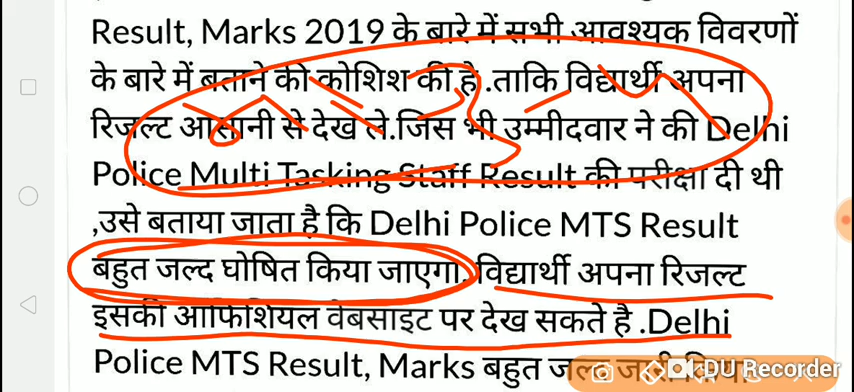 Result, Marks 2019 के बारे में सभी आवश्यक विवरणों
के बारे में बताने की कोशिश की है .ताकि विद्यार्थी अपना
रिजल्ट आसानी से देख ले.जिस भी उम्मीदवार ने की Delhi
Police Multi Tasking Staff Result की परीक्षा दी थी
,उसे बताया जाता है कि Delhi Police MTS Result
बहुत जल्द घोषित किया जाएगा. विद्यार्थी अपना रिजल्ट
इसकी आफिशियल वेबसाइट पर देख सकते है .Delhi
Police MTS Result, Marks बहुत जल्द
DU Recorder